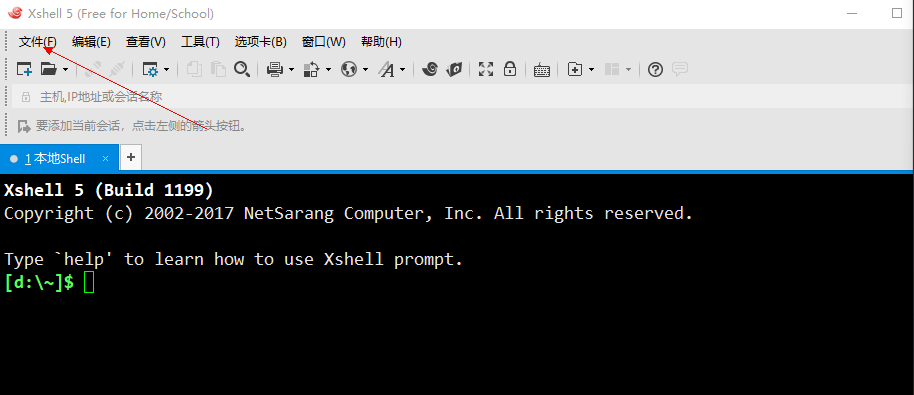 Xshell 5 (Free for Home/School)
文件(F) 编辑(E) 查看(V) 工具(T) 选项卡(B) 窗口(W) 帮助(H)
主机,IP地址或会话名称
要添加当前会话，点击左侧的箭头按钮。
1 本地Shell × +
Xshell 5 (Build 1199)
Copyright (c) 2002-2017 NetSarang Computer, Inc. All rights reserved.
Type `help' to learn how to use Xshell prompt.
[d:\~]$